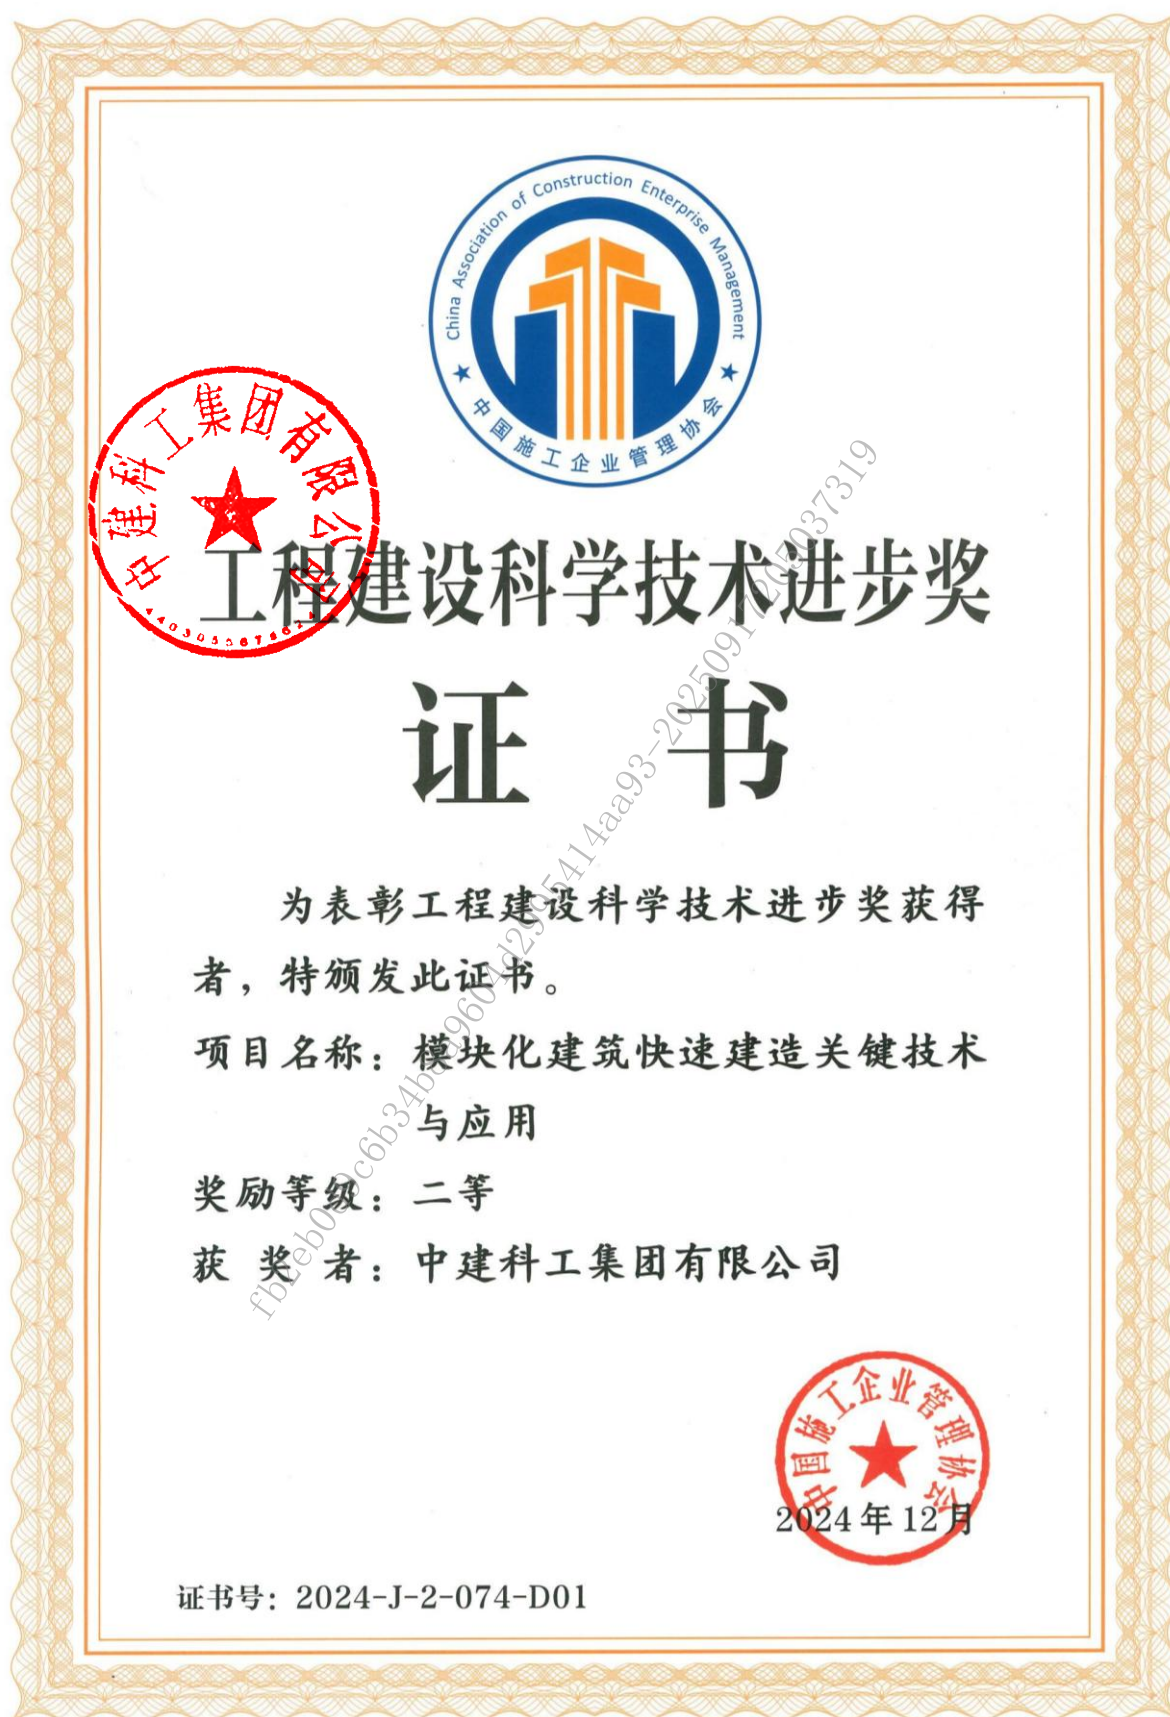 China Association of Construction Enterprise Management
中国施工企业管理协会
中建科工集团有限公司
工程建设科学技术进步奖
证 书
为表彰工程建设科学技术进步奖获得
者，特颁发此证书。
项目名称：模块化建筑快速建造关键技术
与应用
奖励等级：二等
获 奖 者：中建科工集团有限公司
中国施工企业管理协会
2024年12月
证书号：2024-J-2-074-D01